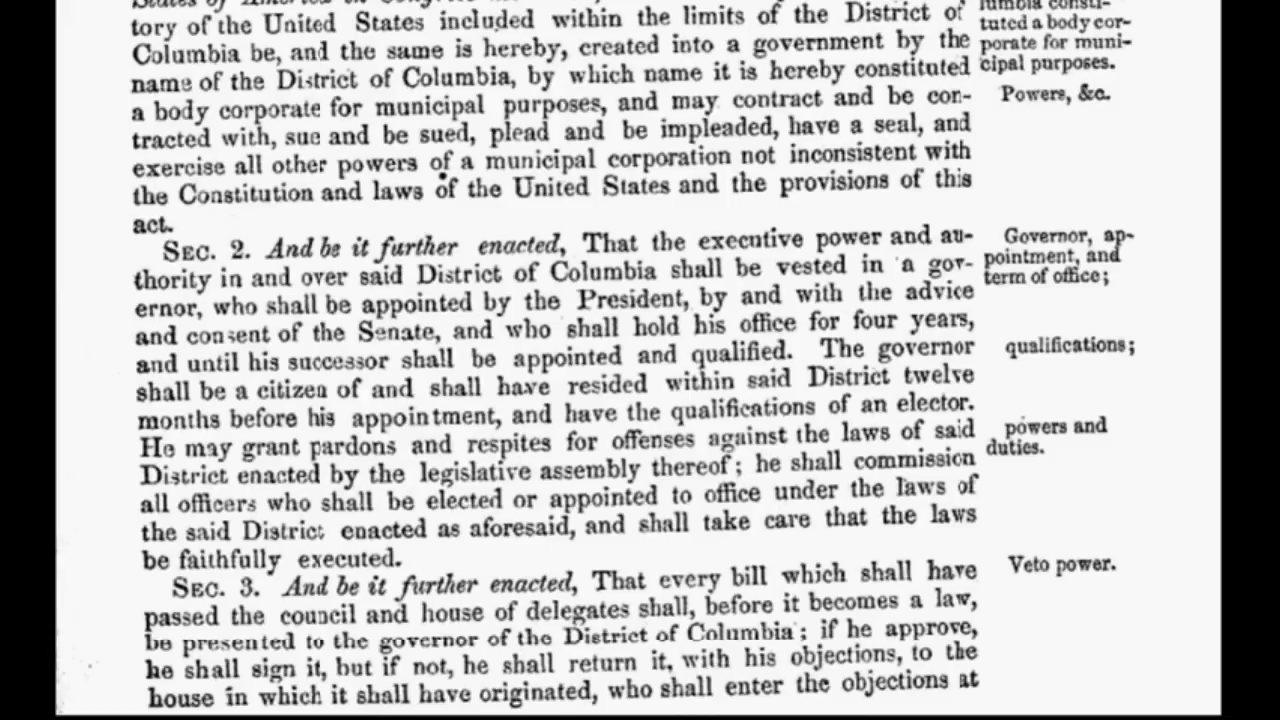 States of America in Congress
tory of the United States included within the limits of the District of
Columbia be, and the same is hereby, created into a government by the
name of the District of Columbia, by which name it is hereby constituted
a body corporate for municipal purposes, and may contract and be con-
tracted with, sue and be sued, plead and be impleaded, have a seal, and
exercise all other powers of a municipal corporation not inconsistent with
the Constitution and laws of the United States and the provisions of this
act.
SEC. 2. And be it further enacted, That the executive power and au-
thority in and over said District of Columbia shall be vested in a gov-
ernor, who shall be appointed by the President, by and with the advice
and consent of the Senate, and who shall hold his office for four years,
and until his successor shall be appointed and qualified. The governor
shall be a citizen of and shall have resided within said District twelve
months before his appointment, and have the qualifications of an elector.
He may grant pardons and respites for offenses against the laws of said
District enacted by the legislative assembly thereof; he shall commission
all officers who shall be elected or appointed to office under the laws of
the said District enacted as aforesaid, and shall take care that the laws
be faithfully executed.
SEC. 3. And be it further enacted, That every bill which shall have
passed the council and house of delegates shall, before it becomes a law,
be presented to the governor of the District of Columbia; if he approve,
he shall sign it, but if not, he shall return it, with his objections, to the
house in which it shall have originated, who shall enter the objections at
lumbia consti-
tuted a body cor-
porate for muni-
cipal purposes.
Powers, &c.
Governor, ap-
pointment, and
term of office;
qualifications;
powers and
duties.
Veto power.